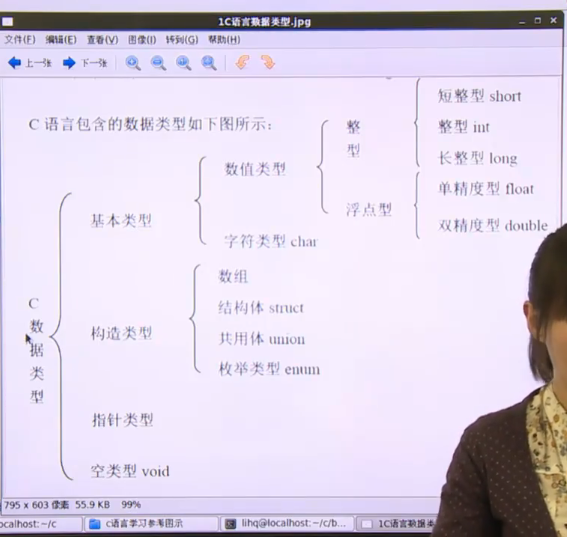 1C语言数据类型.jpg
文件(F) 编辑(E) 查看(V) 图像(I) 转到(G) 帮助(H)
上一张 下一张
短整型 short
C 语言包含的数据类型如下图所示：
整型
整型 int
数值类型
长整型 long
单精度型 float
浮点型
基本类型
双精度型 double
字符类型 char
数组
C数据类型
结构体 struct
构造类型
共用体 union
枚举类型 enum
指针类型
空类型 void
795 x 603 像素 55.9 KB 99%
ocalhost:~/c
c语言学习参考图示
lihq@localhost:~/c/b...
1C语言数据类